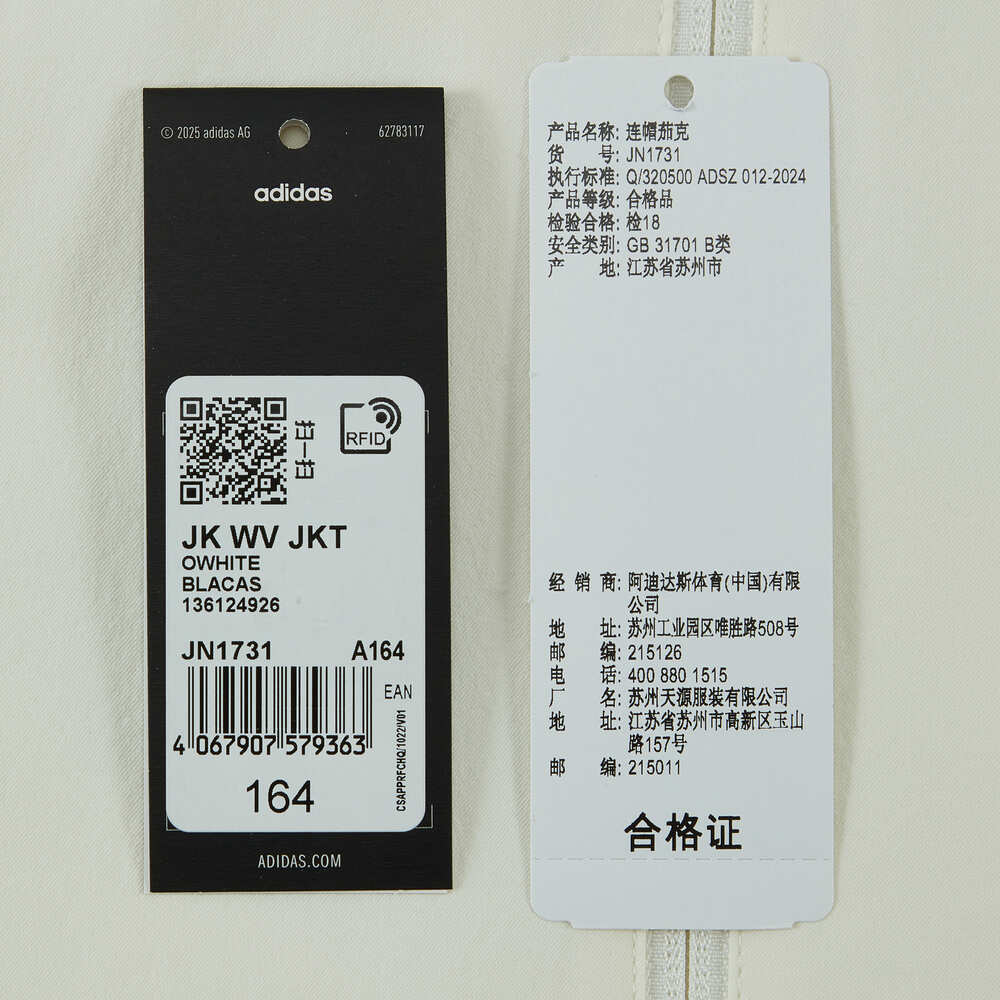 © 2025 adidas AG
62783117
adidas
扫一扫
RFID
JK WV JKT
OWHITE
BLACAS
136124926
JN1731 A164
EAN
4 067907 579363
CSAPPRFCHQ/1022/V01
164
ADIDAS.COM
产品名称: 连帽茄克
货 号: JN1731
执行标准: Q/320500 ADSZ 012-2024
产品等级: 合格品
检验合格: 检18
安全类别: GB 31701 B类
产 地: 江苏省苏州市
经 销 商: 阿迪达斯体育(中国)有限
公司
地 址: 苏州工业园区唯胜路508号
邮 编: 215126
电 话: 400 880 1515
厂 名: 苏州天源服装有限公司
地 址: 江苏省苏州市高新区玉山
路157号
邮 编: 215011
合格证